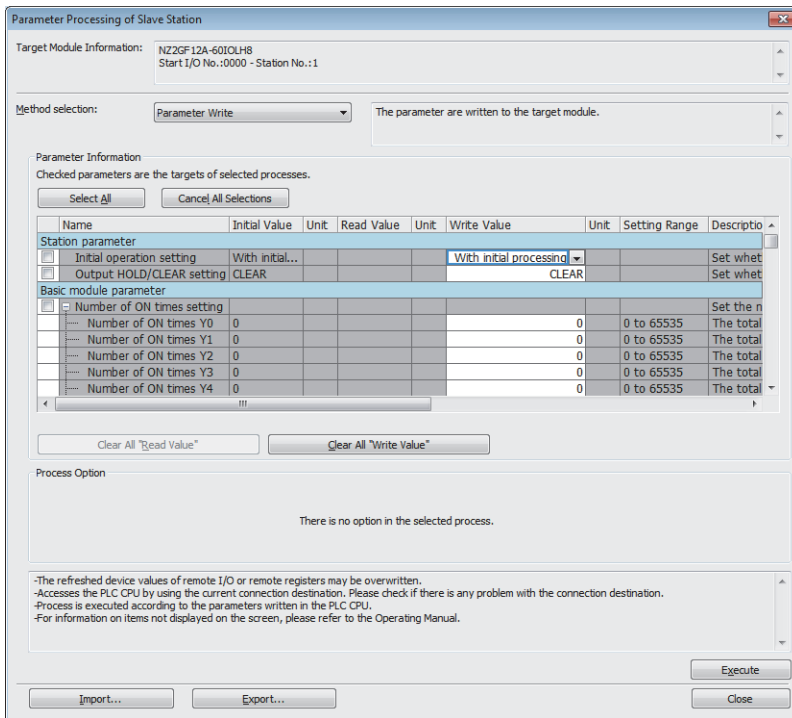 Parameter Processing of Slave Station
Target Module Information:
NZ2GF12A-60IOLH8
Start I/O No.:0000 - Station No.:1
Method selection:
Parameter Write
The parameter are written to the target module.
Parameter Information
Checked parameters are the targets of selected processes.
Select All
Cancel All Selections
Name Initial Value Unit Read Value Unit Write Value Unit Setting Range Descriptio
Station parameter
Initial operation setting With initial... With initial processing Set whet
Output HOLD/CLEAR setting CLEAR CLEAR Set whet
Basic module parameter
Number of ON times setting Set the n
Number of ON times Y0 0 0 0 to 65535 The total
Number of ON times Y1 0 0 0 to 65535 The total
Number of ON times Y2 0 0 0 to 65535 The total
Number of ON times Y3 0 0 0 to 65535 The total
Number of ON times Y4 0 0 0 to 65535 The total
Clear All "Read Value"
Clear All "Write Value"
Process Option
There is no option in the selected process.
-The refreshed device values of remote I/O or remote registers may be overwritten.
-Accesses the PLC CPU by using the current connection destination. Please check if there is any problem with the connection destination.
-Process is executed according to the parameters written in the PLC CPU.
-For information on items not displayed on the screen, please refer to the Operating Manual.
Execute
Import...
Export...
Close